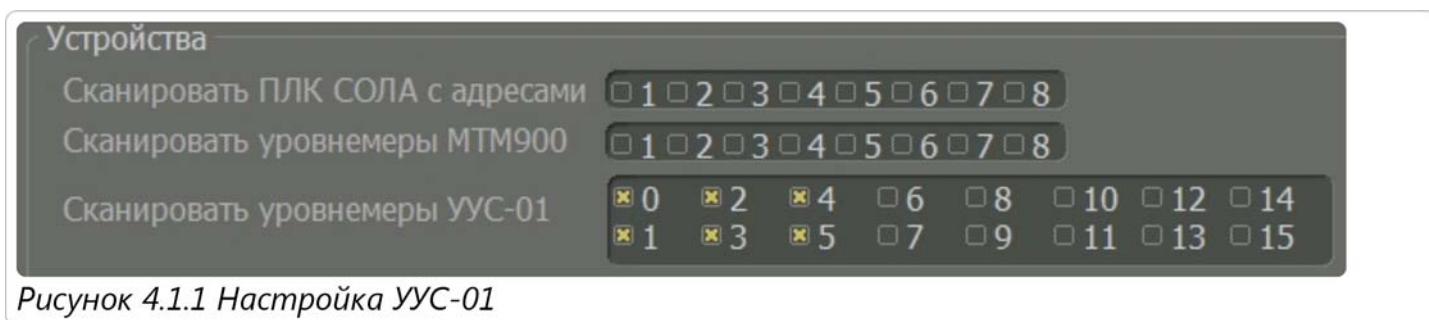 Устройства
Сканировать ПЛК СОЛА с адресами 1 2 3 4 5 6 7 8
Сканировать уровнемеры МТМ900 1 2 3 4 5 6 7 8
Сканировать уровнемеры УУС-01
0 2 4 6 8 10 12 14
1 3 5 7 9 11 13 15
Рисунок 4.1.1 Настройка УУС-01